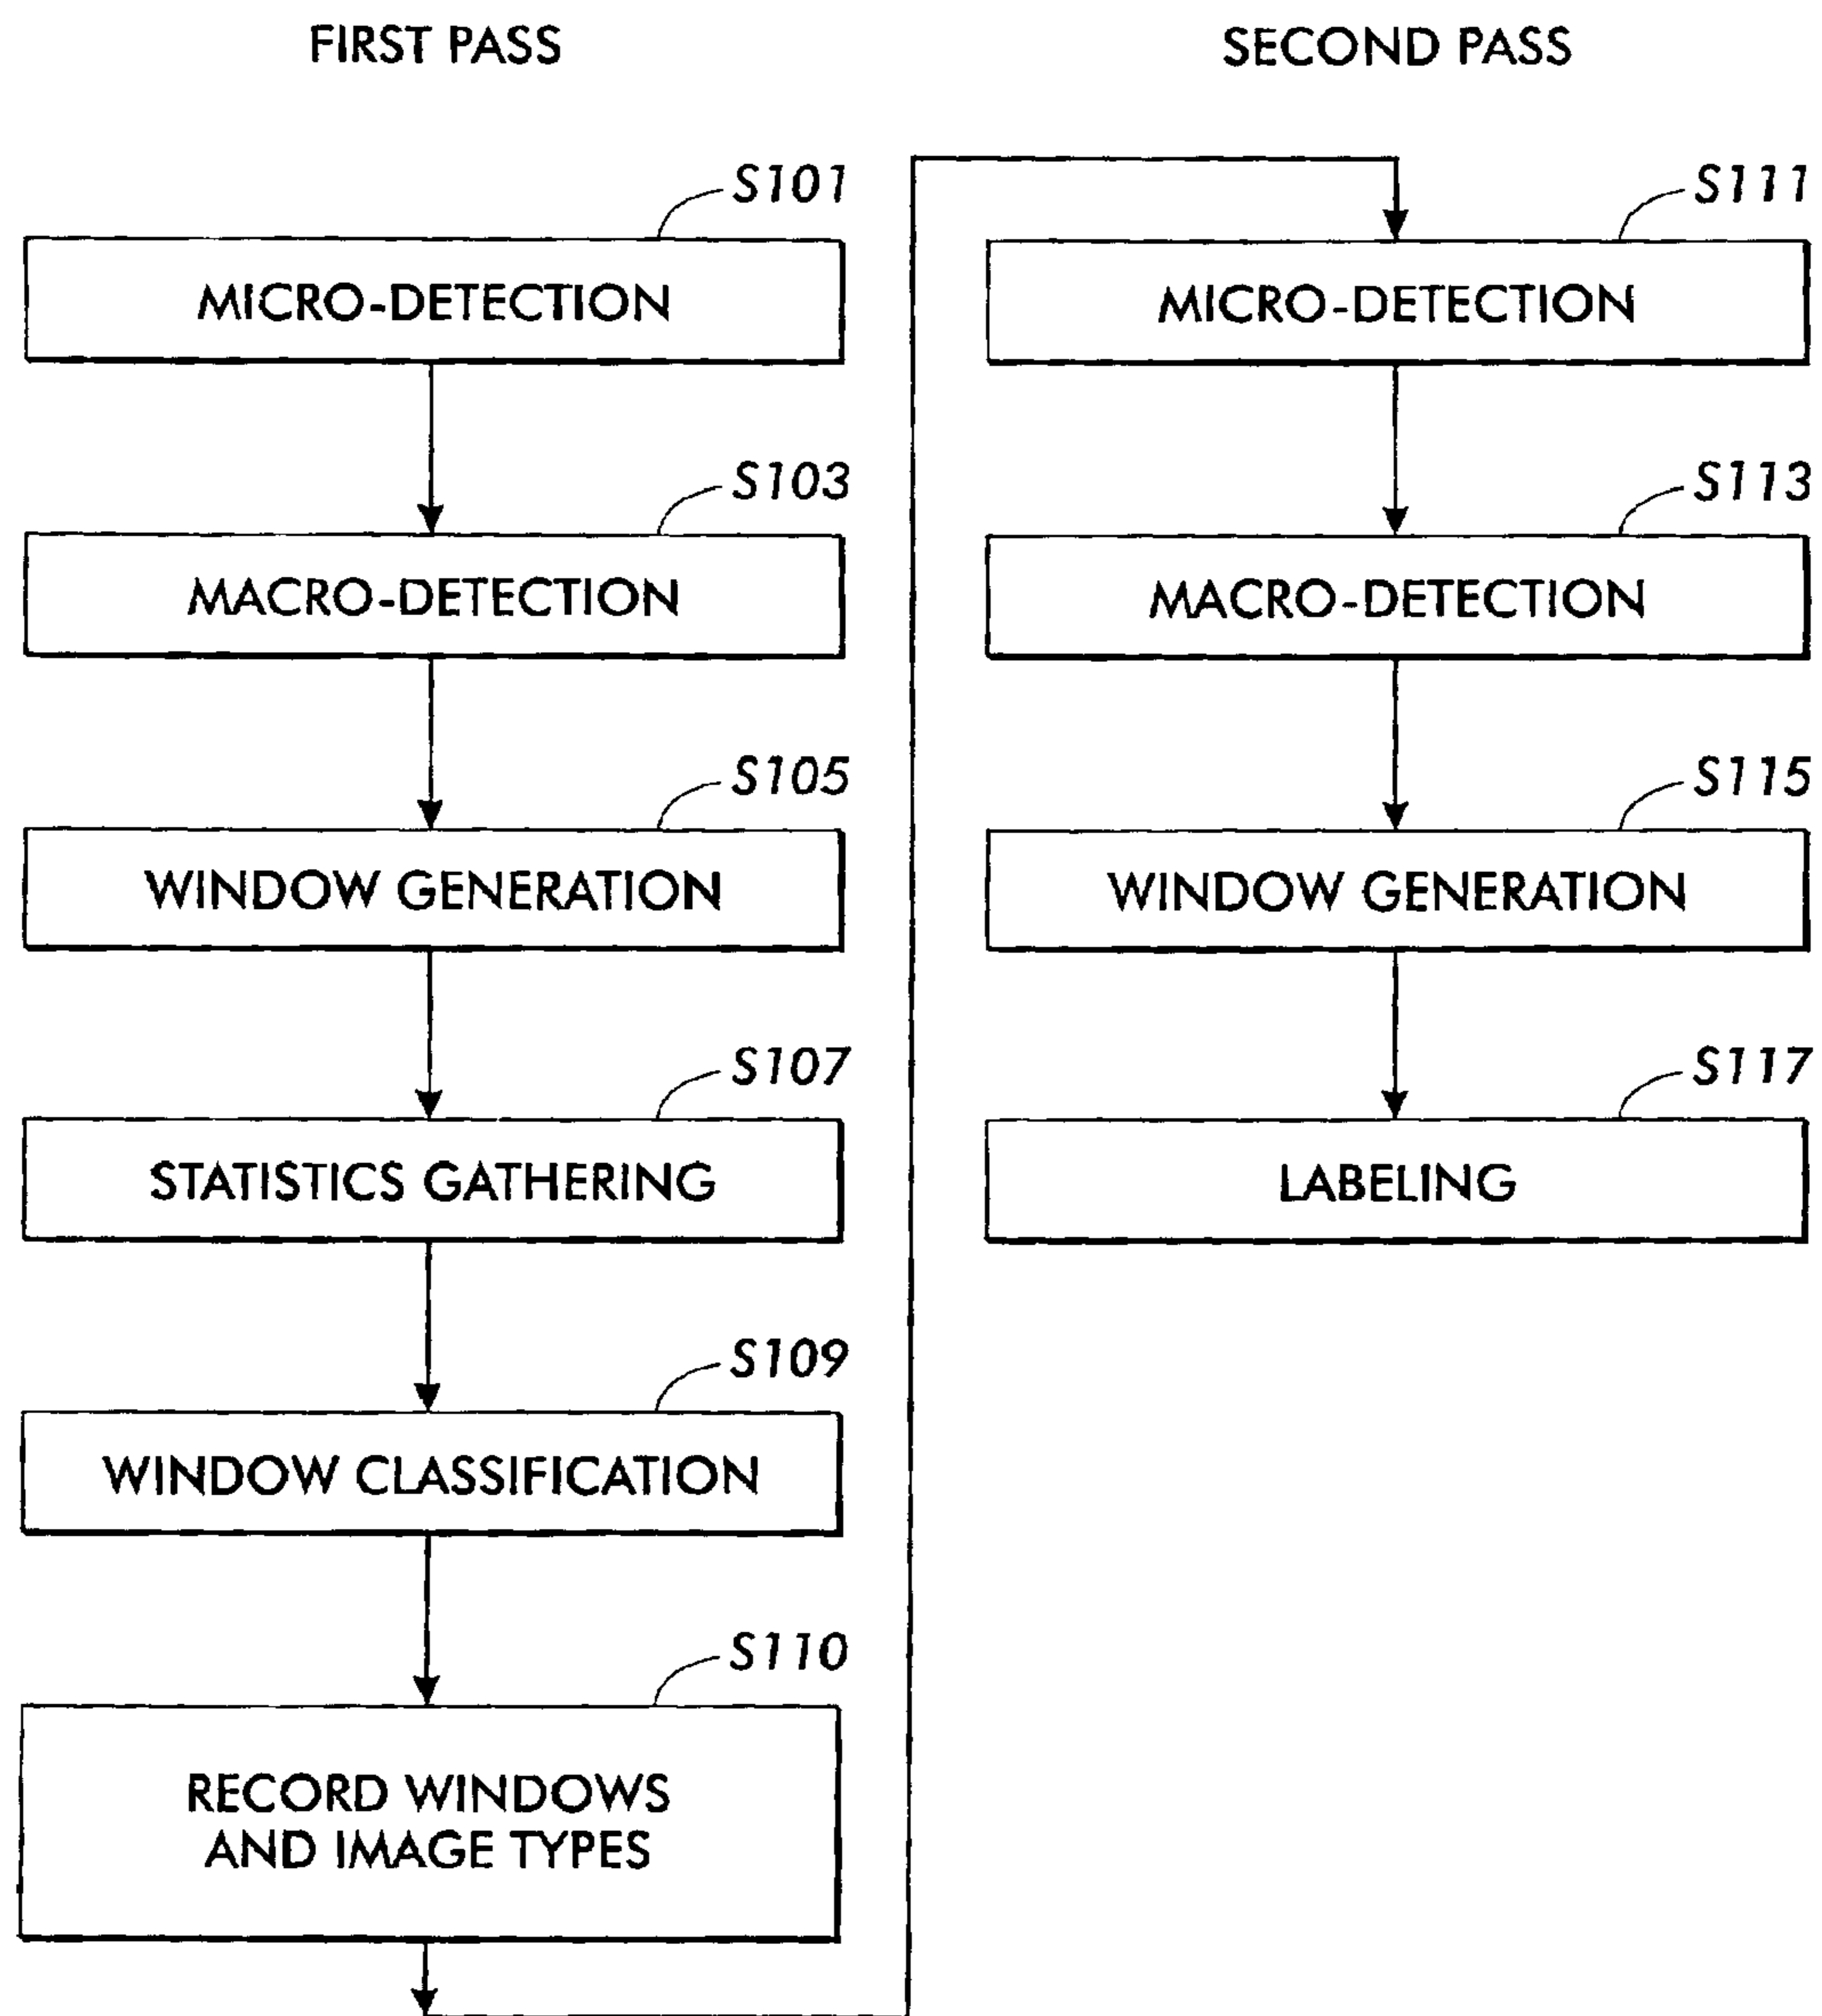 FIRST PASS
S101
MICRO-DETECTION
S103
MACRO-DETECTION
S105
WINDOW GENERATION
S107
STATISTICS GATHERING
S109
WINDOW CLASSIFICATION
S110
RECORD WINDOWS
AND IMAGE TYPES
SECOND PASS
S111
MICRO-DETECTION
S113
MACRO-DETECTION
S115
WINDOW GENERATION
S117
LABELING